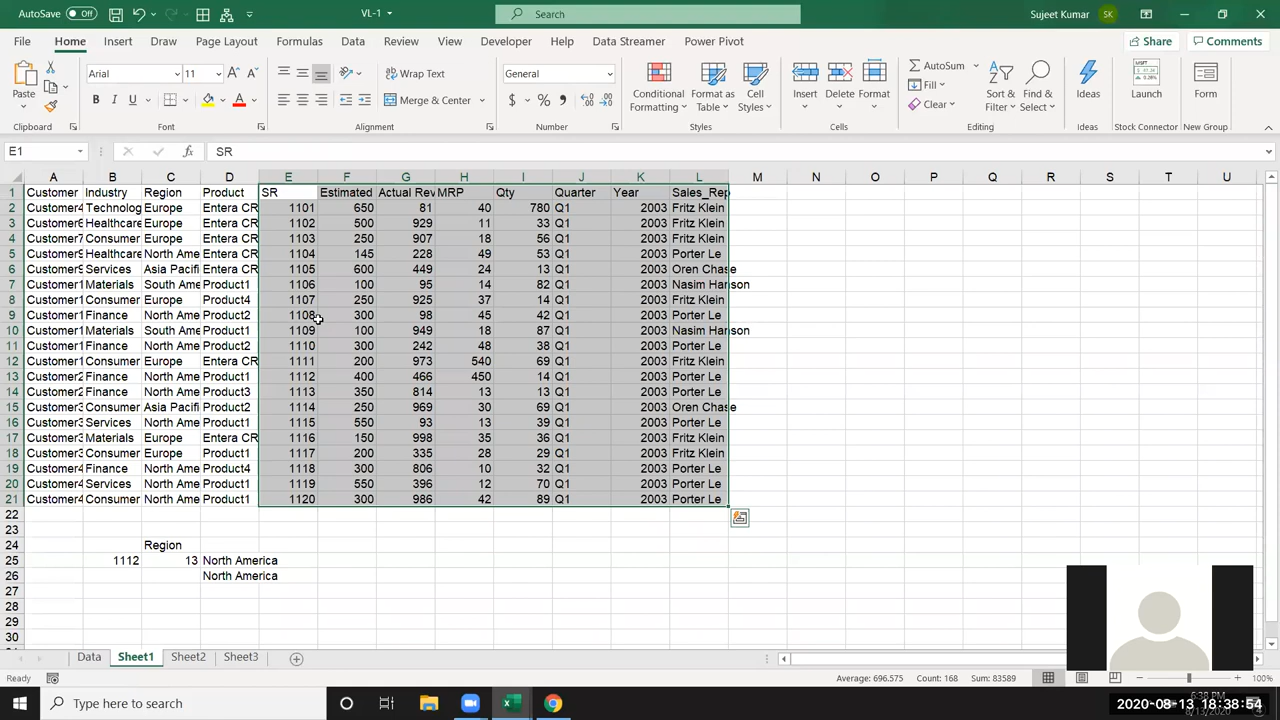 AutoSave Off VL-1 Search Sujeet Kumar SK
File Home Insert Draw Page Layout Formulas Data Review View Developer Help Data Streamer Power Pivot Share Comments
Arial 11 Wrap Text General AutoSum
Paste B I U Merge & Center $ % Conditional Formatting Format as Table Cell Styles Insert Delete Format Fill Clear Sort & Filter Find & Select Ideas Launch Form
Clipboard Font Alignment Number Styles Cells Editing Ideas Stock Connector New Group
E1 fx SR
A B C D E F G H I J K L M N O P Q R S T U
1 Customer Industry Region Product SR Estimated Actual Rev MRP Qty Quarter Year Sales_Rep
2 Customer4 Technolog Europe Entera CR 1101 650 81 40 780 Q1 2003 Fritz Klein
3 Customer6 Healthcare Europe Entera CR 1102 500 929 11 33 Q1 2003 Fritz Klein
4 Customer7 Consumer Europe Entera CR 1103 250 907 18 56 Q1 2003 Fritz Klein
5 Customer Healthcare North Ame Entera CR 1104 145 228 49 53 Q1 2003 Porter Le
6 Customer Services Asia Pacifi Entera CR 1105 600 449 24 13 Q1 2003 Oren Chase
7 Customer1 Materials South Ame Product1 1106 100 95 14 82 Q1 2003 Nasim Hanson
8 Customer1 Consumer Europe Product4 1107 250 925 37 14 Q1 2003 Fritz Klein
9 Customer1 Finance North Ame Product2 1108 300 98 45 42 Q1 2003 Porter Le
10 Customer1 Materials South Ame Product1 1109 100 949 18 87 Q1 2003 Nasim Hanson
11 Customer1 Finance North Ame Product2 1110 300 242 48 38 Q1 2003 Porter Le
12 Customer1 Consumer Europe Entera CR 1111 200 973 540 69 Q1 2003 Fritz Klein
13 Customer2 Finance North Ame Product1 1112 400 466 450 14 Q1 2003 Porter Le
14 Customer2 Finance North Ame Product3 1113 350 814 13 13 Q1 2003 Porter Le
15 Customer3 Consumer Asia Pacifi Product2 1114 250 969 30 69 Q1 2003 Oren Chase
16 Customer3 Services North Ame Product1 1115 550 93 13 39 Q1 2003 Porter Le
17 Customer3 Materials Europe Entera CR 1116 150 998 35 36 Q1 2003 Fritz Klein
18 Customer3 Consumer Europe Product1 1117 200 335 28 29 Q1 2003 Fritz Klein
19 Customer4 Finance North Ame Product4 1118 300 806 10 32 Q1 2003 Porter Le
20 Customer4 Services North Ame Product1 1119 550 396 12 70 Q1 2003 Porter Le
21 Customer4 Consumer North Ame Product1 1120 300 986 42 89 Q1 2003 Porter Le
22
23
24 Region
25 1112 13 North America
26 North America
27
28
29
30
Data Sheet1 Sheet2 Sheet3
Ready Average: 696.575 Count: 168 Sum: 83589 100%
Type here to search 2020-08-13 18:38:54
6:38 PM
8/13/2020